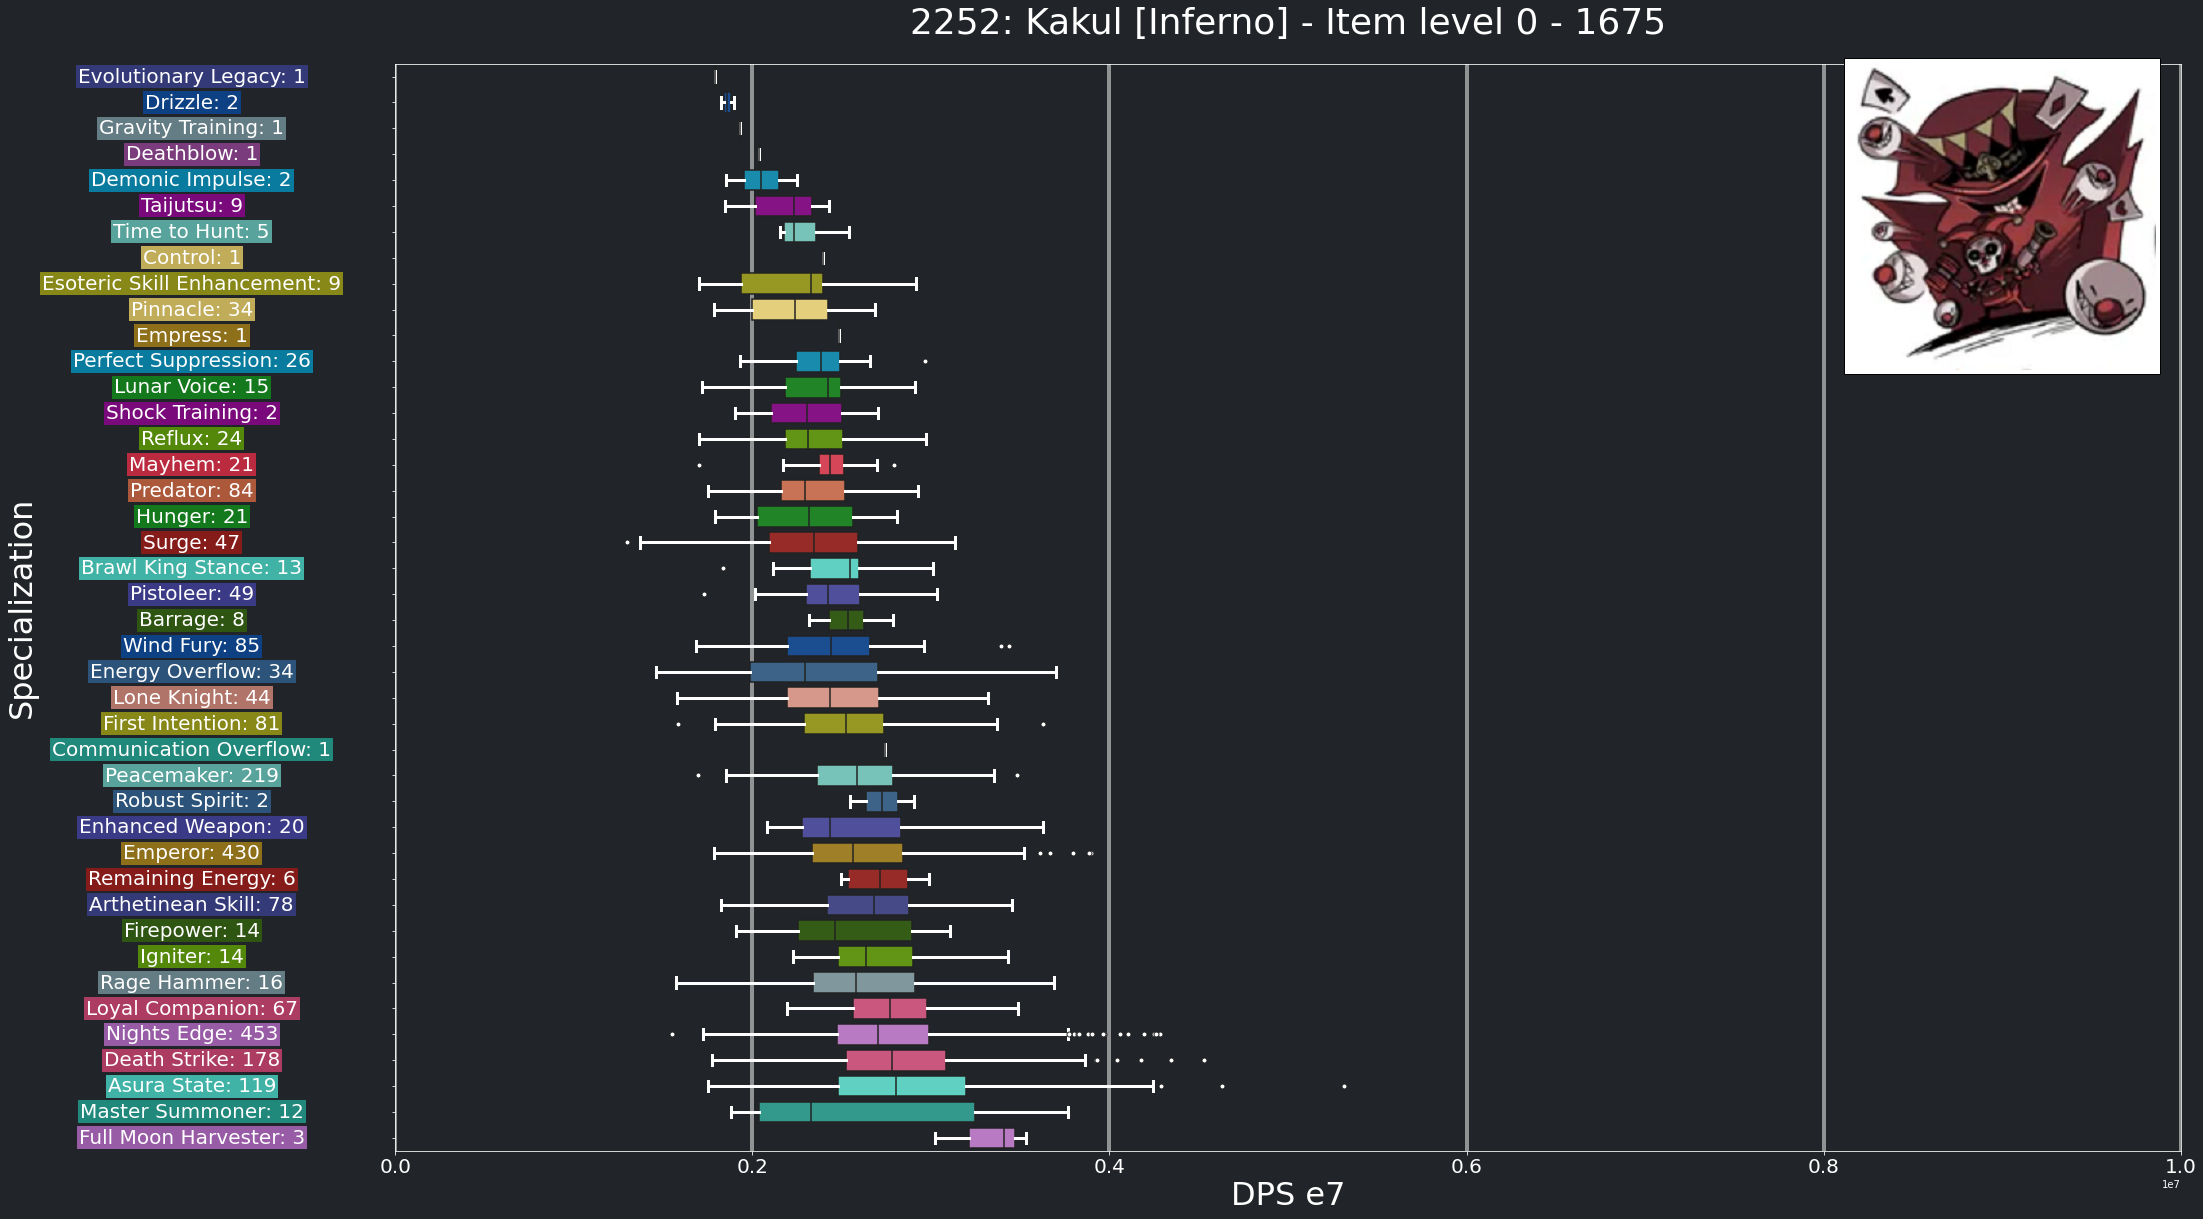 2252: Kakul [Inferno] - Item level 0 - 1675
Specialization
Evolutionary Legacy: 1
Drizzle: 2
Gravity Training: 1
Deathblow: 1
Demonic Impulse: 2
Taijutsu: 9
Time to Hunt: 5
Control: 1
Esoteric Skill Enhancement: 9
Pinnacle: 34
Empress: 1
Perfect Suppression: 26
Lunar Voice: 15
Shock Training: 2
Reflux: 24
Mayhem: 21
Predator: 84
Hunger: 21
Surge: 47
Brawl King Stance: 13
Pistoleer: 49
Barrage: 8
Wind Fury: 85
Energy Overflow: 34
Lone Knight: 44
First Intention: 81
Communication Overflow: 1
Peacemaker: 219
Robust Spirit: 2
Enhanced Weapon: 20
Emperor: 430
Remaining Energy: 6
Arthetinean Skill: 78
Firepower: 14
Igniter: 14
Rage Hammer: 16
Loyal Companion: 67
Nights Edge: 453
Death Strike: 178
Asura State: 119
Master Summoner: 12
Full Moon Harvester: 3
0.0 0.2 0.4 0.6 0.8 1.0
1e7
DPS e7